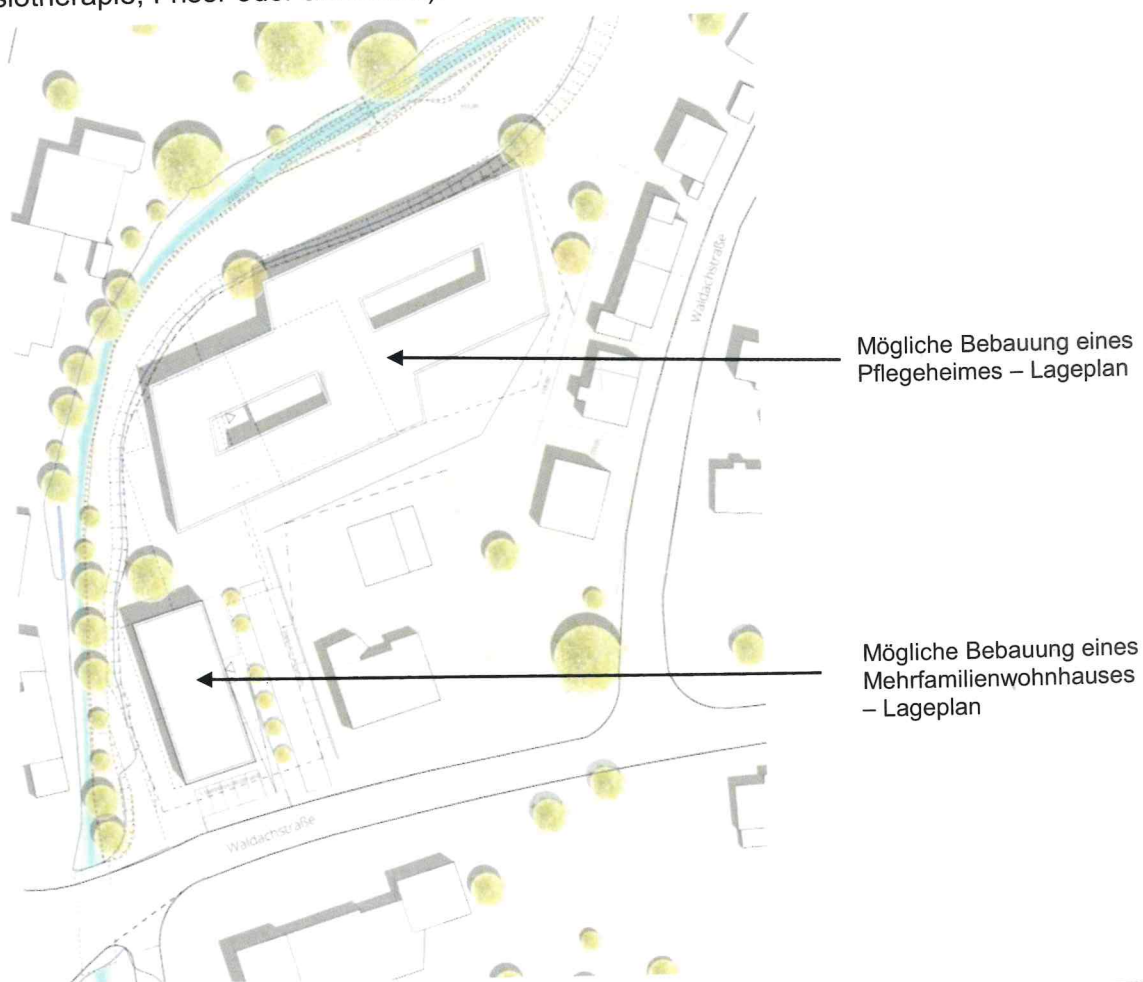 Mögliche Bebauung eines
Pflegeheimes – Lageplan
Waldachstraße
Mögliche Bebauung eines
Mehrfamilienwohnhauses
– Lageplan
Waldachstraße